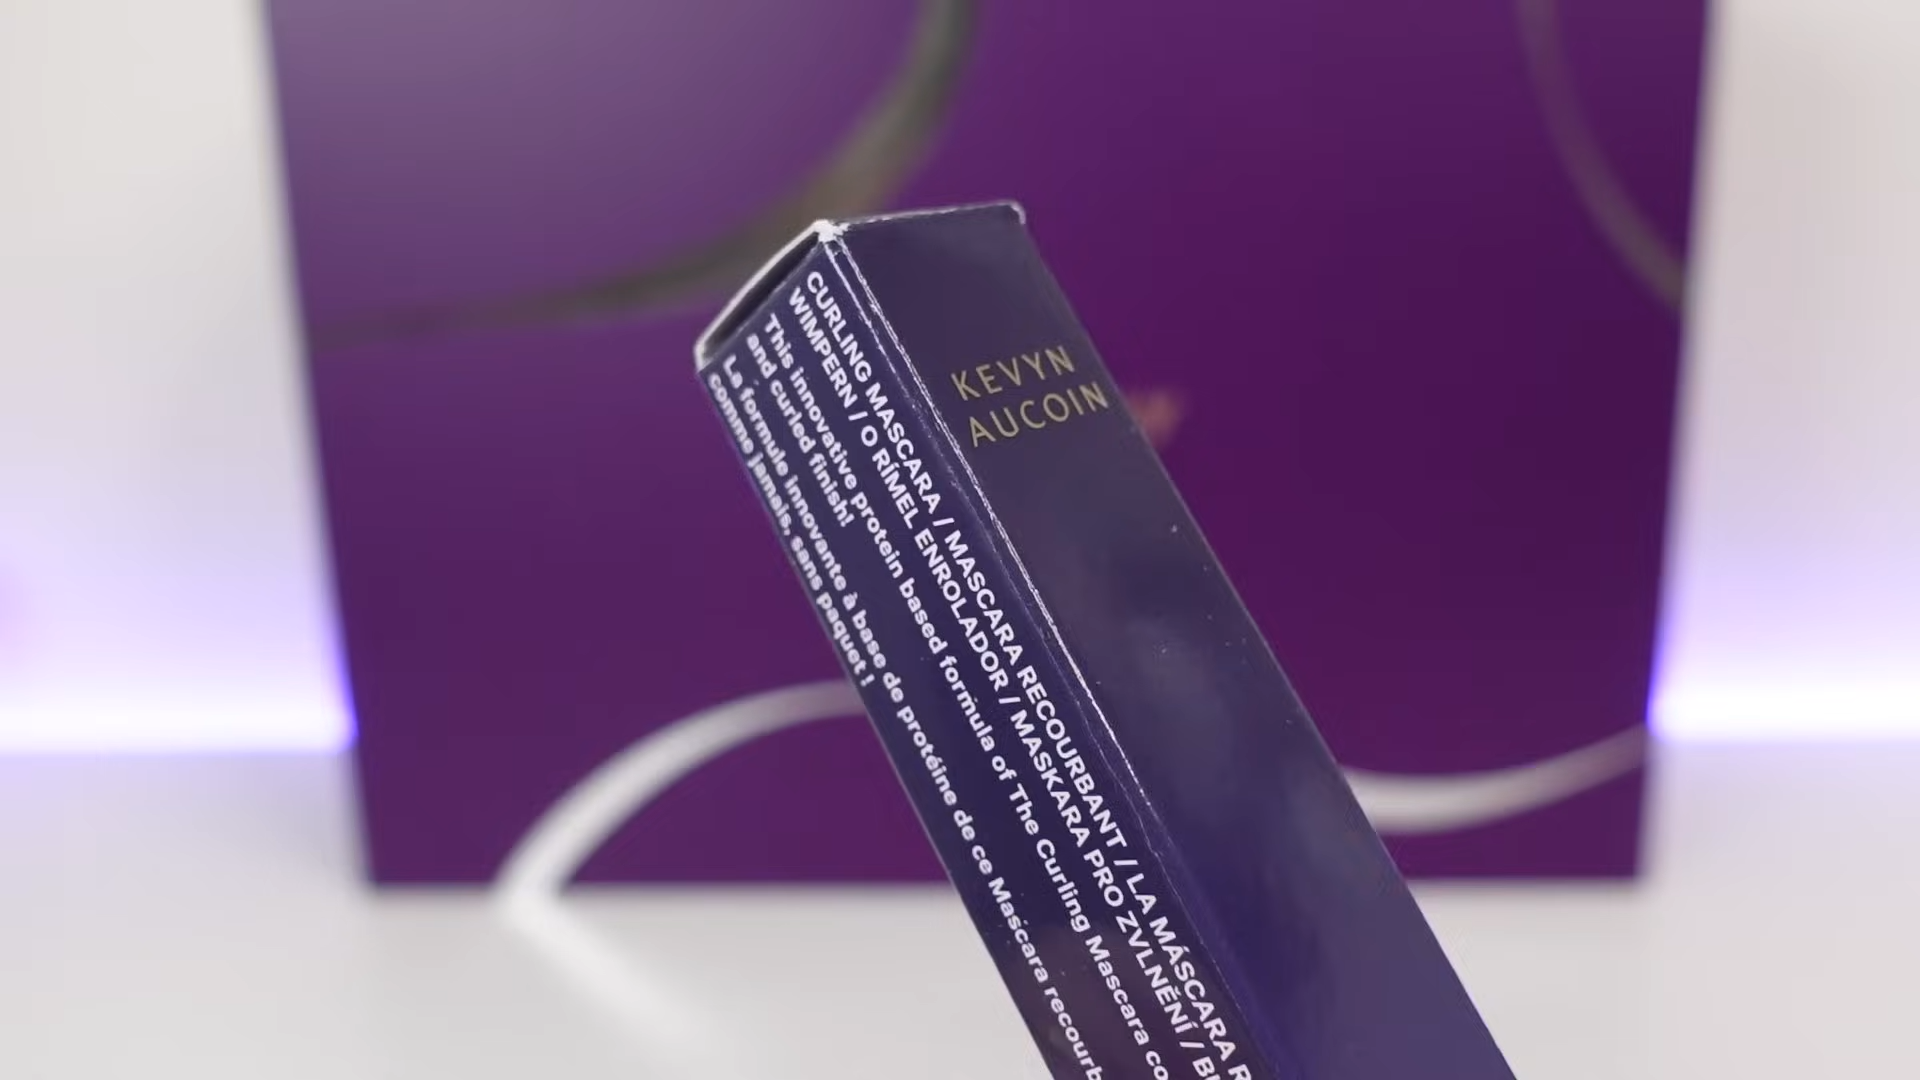 KEVYN
AUCOIN
CURLING MASCARA / MASCARA RECOURBANT / LA MÁSCARA
WIMPERN / O RÍMEL ENROLADOR / MASKARA PRO ZVLNĚNÍ /
This innovative protein based formula of The Curling Mascara
and curled finish!
La formule innovante à base de protéine de ce Mascara
comme jamais, sans paquet !